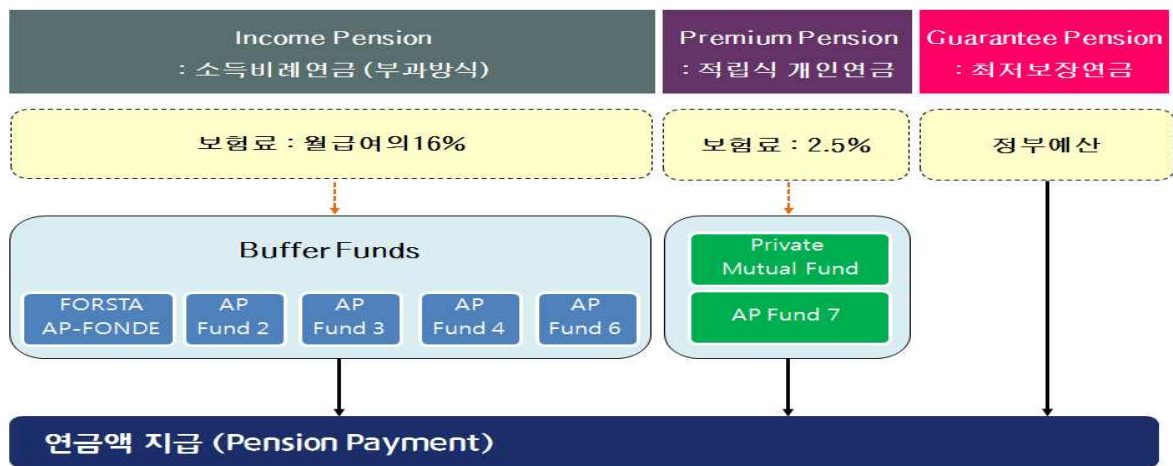 Income Pension
: 소득비례연금 (부과방식)
Premium Pension
: 적립식 개인연금
Guarantee Pension
: 최저보장연금
보험료 : 월급여의16%
보험료 : 2.5%
정부예산
Buffer Funds
FORSTA
AP-FONDE
AP
Fund 2
AP
Fund 3
AP
Fund 4
AP
Fund 6
Private
Mutual Fund
AP Fund 7
연금액 지급 (Pension Payment)